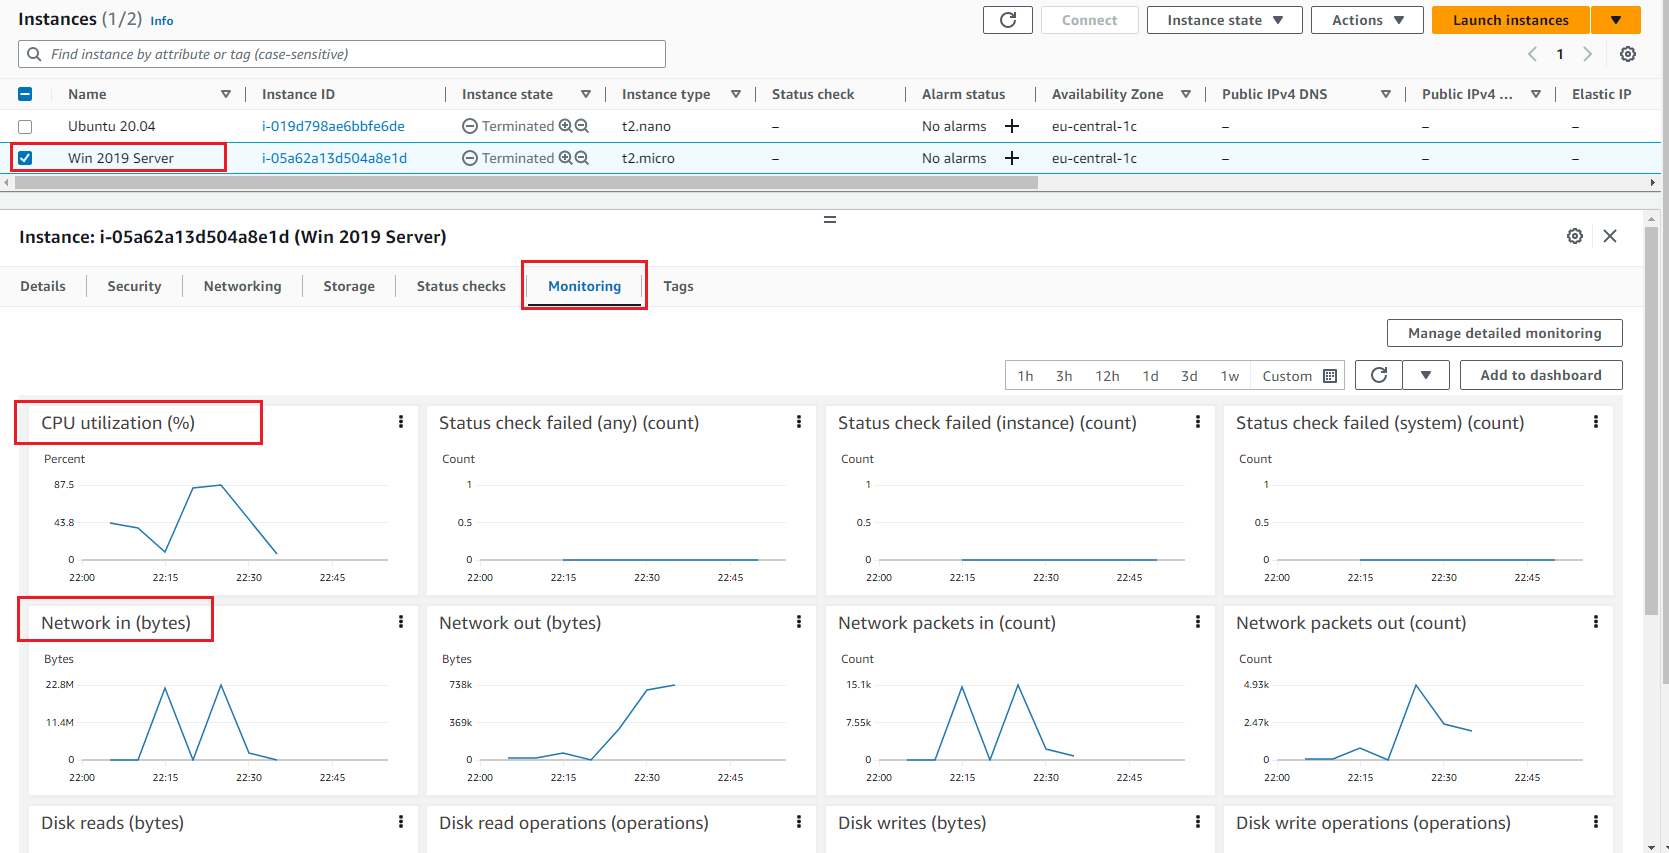 Instances (1/2) Info
Connect
Instance state
Actions
Launch instances
Find instance by attribute or tag (case-sensitive)
1
Name Instance ID Instance state Instance type Status check Alarm status Availability Zone Public IPv4 DNS Public IPv4 ... Elastic IP
Ubuntu 20.04 i-019d798ae6bbfe6de Terminated t2.nano – No alarms + eu-central-1c – – –
Win 2019 Server i-05a62a13d504a8e1d Terminated t2.micro – No alarms + eu-central-1c – – –
Instance: i-05a62a13d504a8e1d (Win 2019 Server)
Details Security Networking Storage Status checks Monitoring Tags
Manage detailed monitoring
1h 3h 12h 1d 3d 1w Custom
Add to dashboard
CPU utilization (%)
Percent
87.5
43.8
0
22:00 22:15 22:30 22:45
Status check failed (any) (count)
Count
1
0.5
0
22:00 22:15 22:30 22:45
Status check failed (instance) (count)
Count
1
0.5
0
22:00 22:15 22:30 22:45
Status check failed (system) (count)
Count
1
0.5
0
22:00 22:15 22:30 22:45
Network in (bytes)
Bytes
22.8M
11.4M
0
22:00 22:15 22:30 22:45
Network out (bytes)
Bytes
738k
369k
0
22:00 22:15 22:30 22:45
Network packets in (count)
Count
15.1k
7.55k
0
22:00 22:15 22:30 22:45
Network packets out (count)
Count
4.93k
2.47k
0
22:00 22:15 22:30 22:45
Disk reads (bytes)
Disk read operations (operations)
Disk writes (bytes)
Disk write operations (operations)